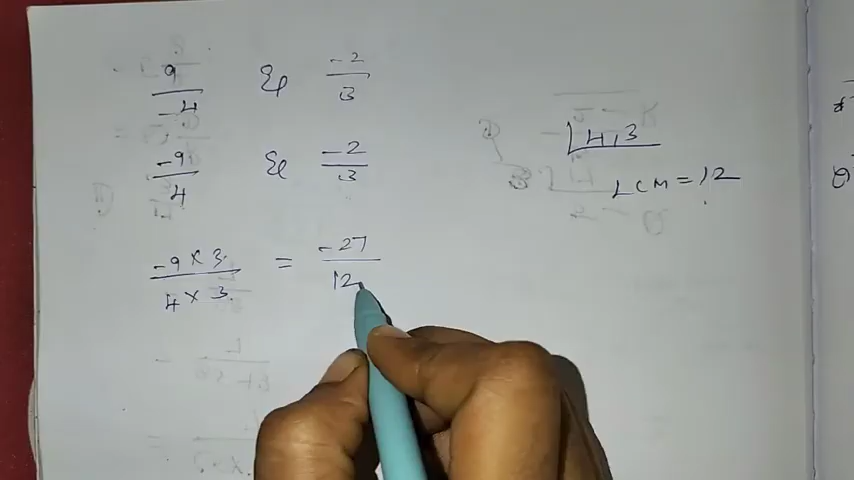 9/-4 & -2/3
-9/4 & -2/3
4,3
LCM = 12
-9 × 3 / 4 × 3 = -27/12